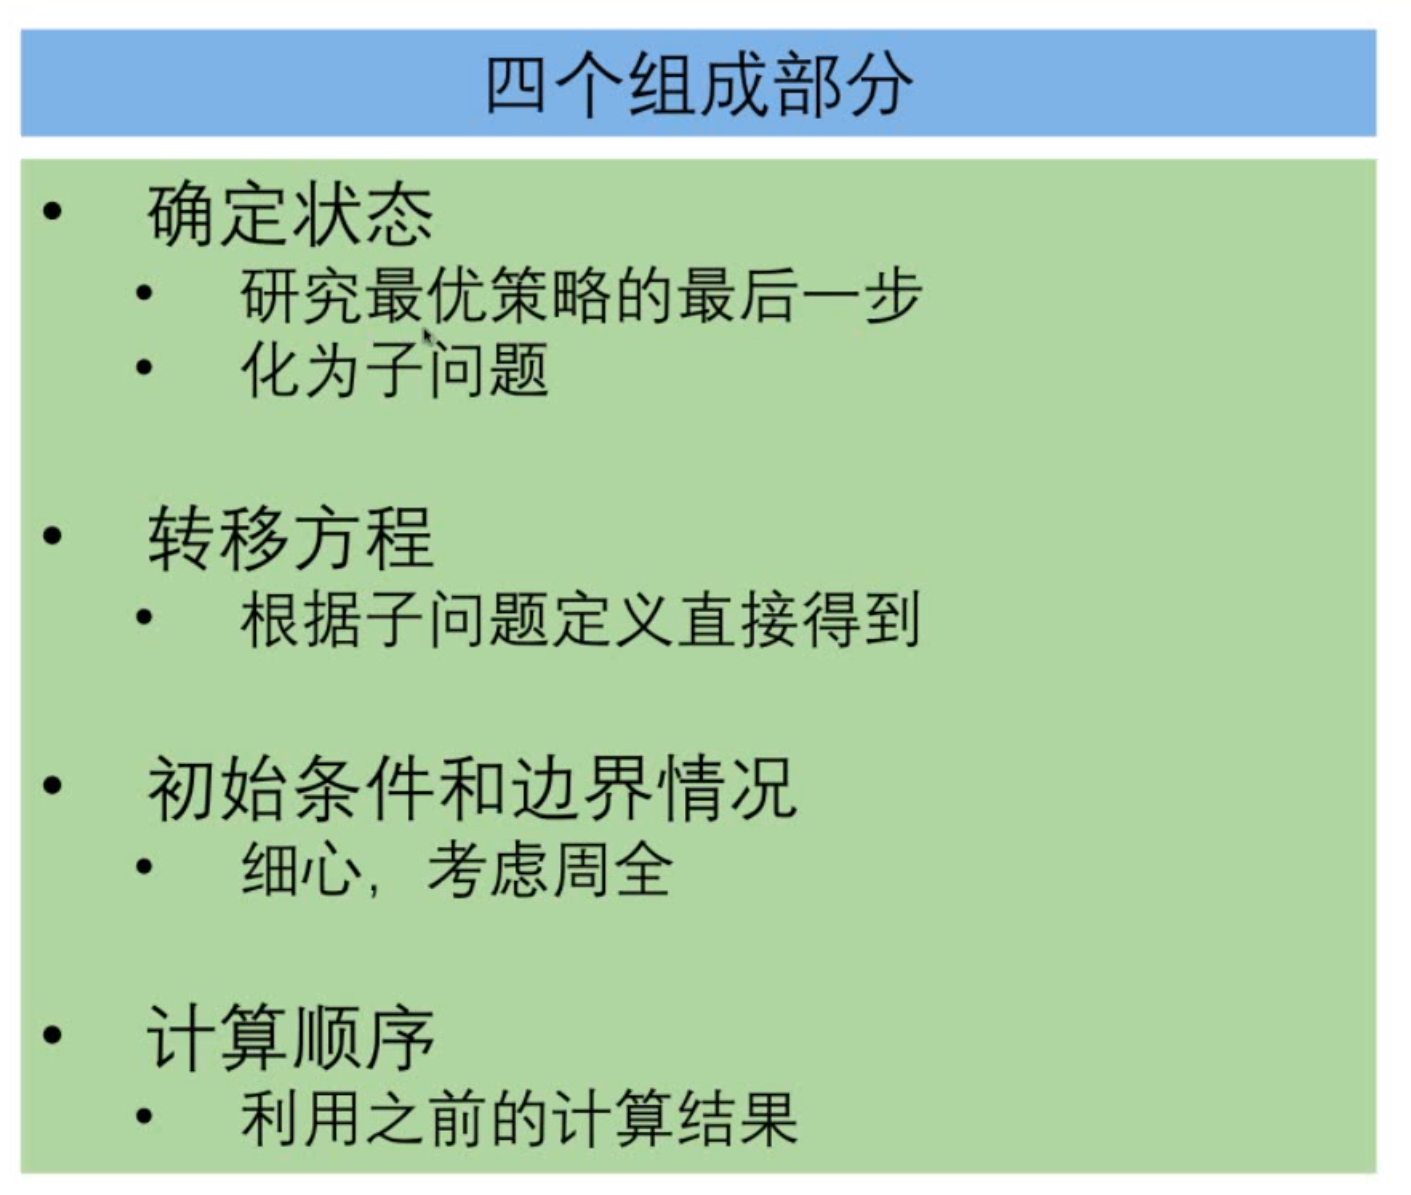 四个组成部分
• 确定状态
• 研究最优策略的最后一步
• 化为子问题
• 转移方程
• 根据子问题定义直接得到
• 初始条件和边界情况
• 细心，考虑周全
• 计算顺序
• 利用之前的计算结果